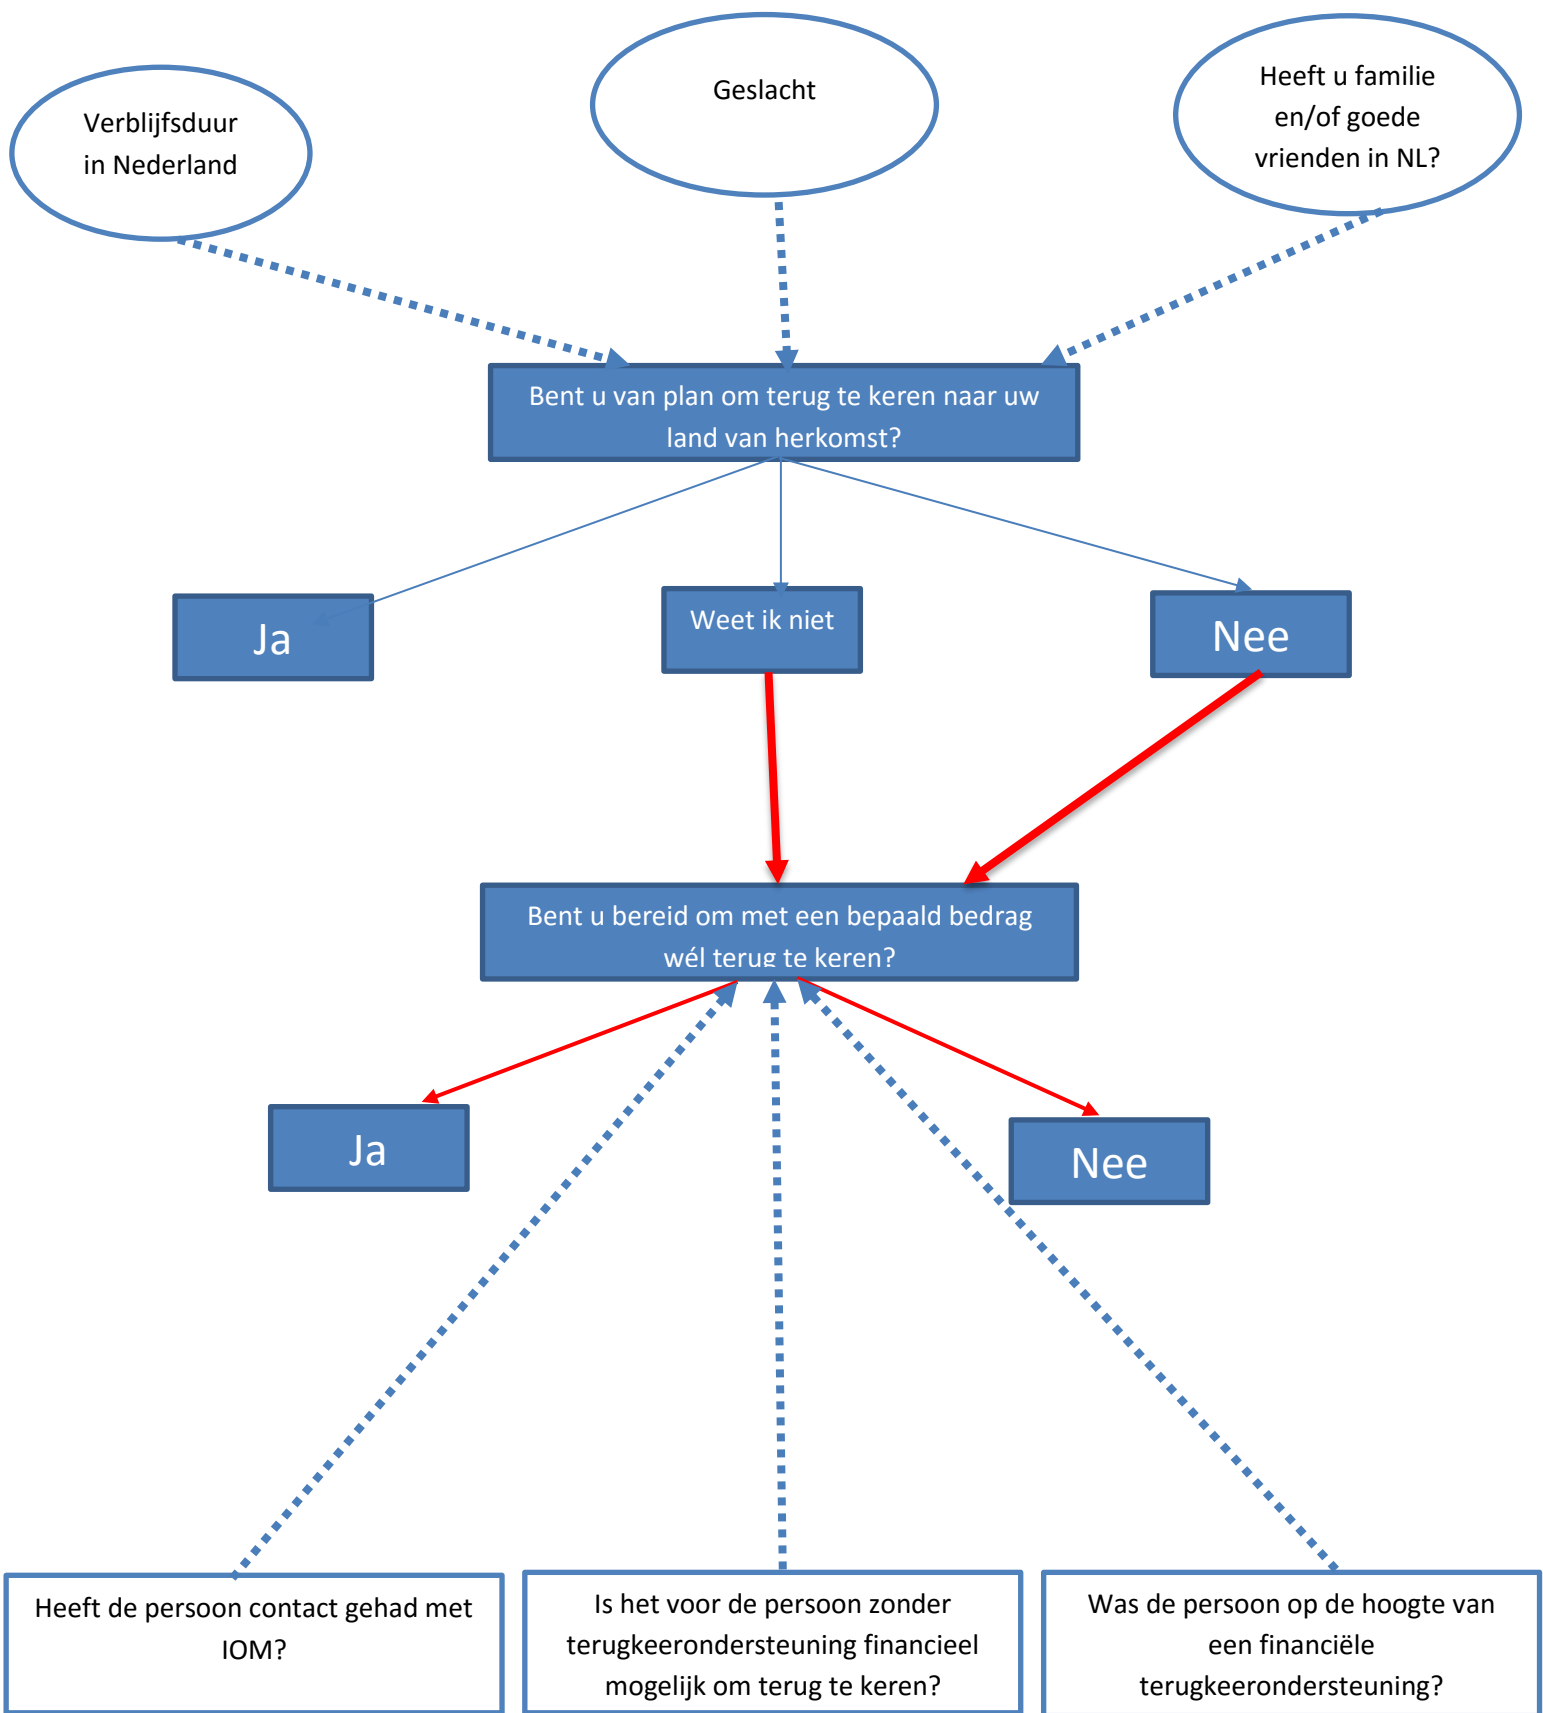 Verblijfsduur
in Nederland
Geslacht
Heeft u familie
en/of goede
vrienden in NL?
Bent u van plan om terug te keren naar uw
land van herkomst?
Ja
Weet ik niet
Nee
Bent u bereid om met een bepaald bedrag
wél terug te keren?
Ja
Nee
Heeft de persoon contact gehad met
IOM?
Is het voor de persoon zonder
terugkeerondersteuning financieel
mogelijk om terug te keren?
Was de persoon op de hoogte van
een financiële
terugkeerondersteuning?